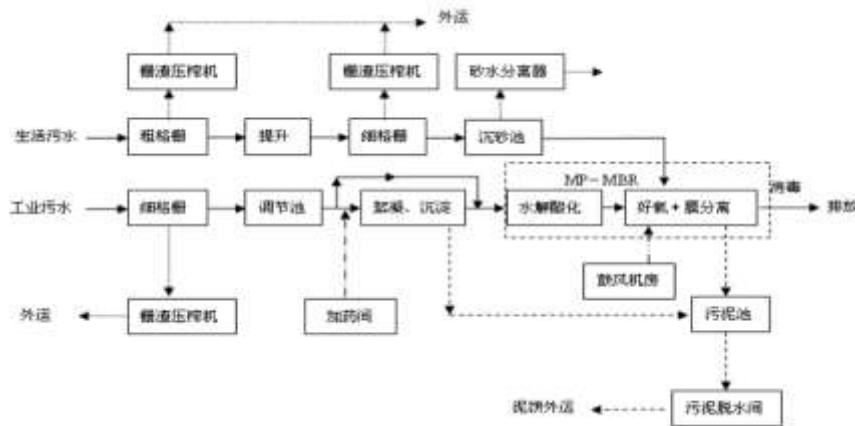 外运
栅渣压榨机
栅渣压榨机
砂水分离器
生活污水
粗格栅
提升
细格栅
沉砂池
MP-MBR
消毒
工业污水
细格栅
调节池
絮凝、沉淀
水解酸化
好氧+膜分离
排放
鼓风机房
外运
栅渣压榨机
加药间
污泥池
泥饼外运
污泥脱水间